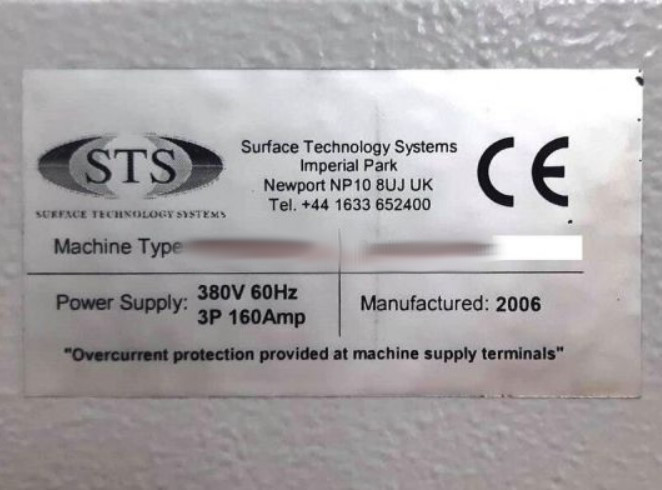 STS
SURFACE TECHNOLOGY SYSTEMS
Surface Technology Systems
Imperial Park
Newport NP10 8UJ UK
Tel. +44 1633 652400
CE
Machine Type
Power Supply: 380V 60Hz
3P 160Amp
Manufactured: 2006
"Overcurrent protection provided at machine supply terminals"